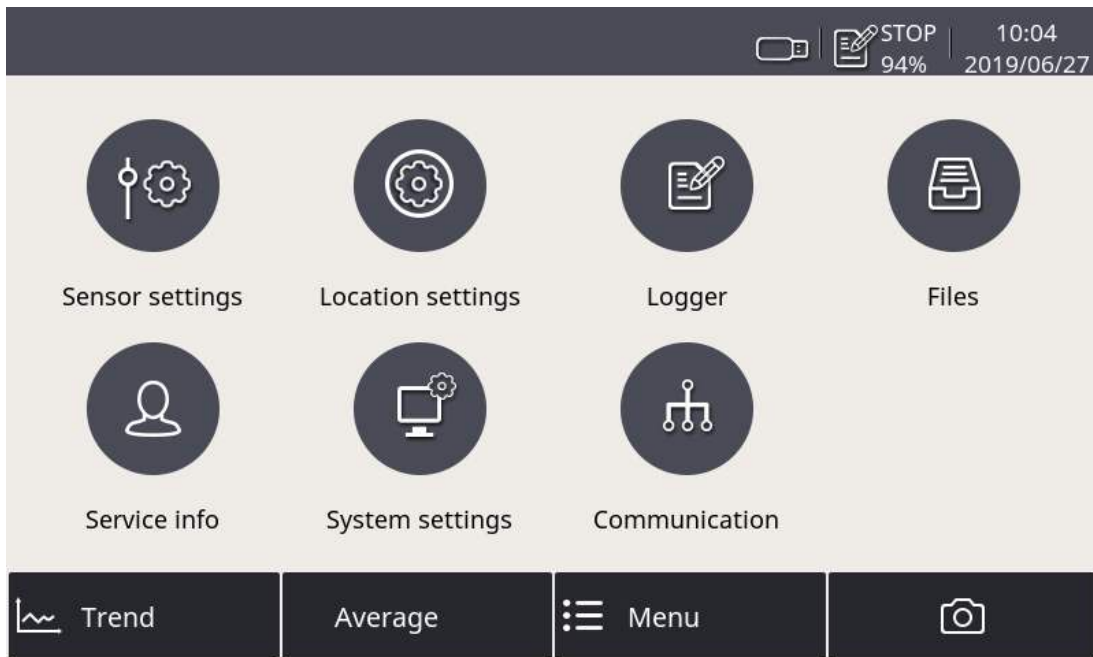 STOP 10:04
94% 2019/06/27
Sensor settings Location settings Logger Files
Service info System settings Communication
Trend Average Menu